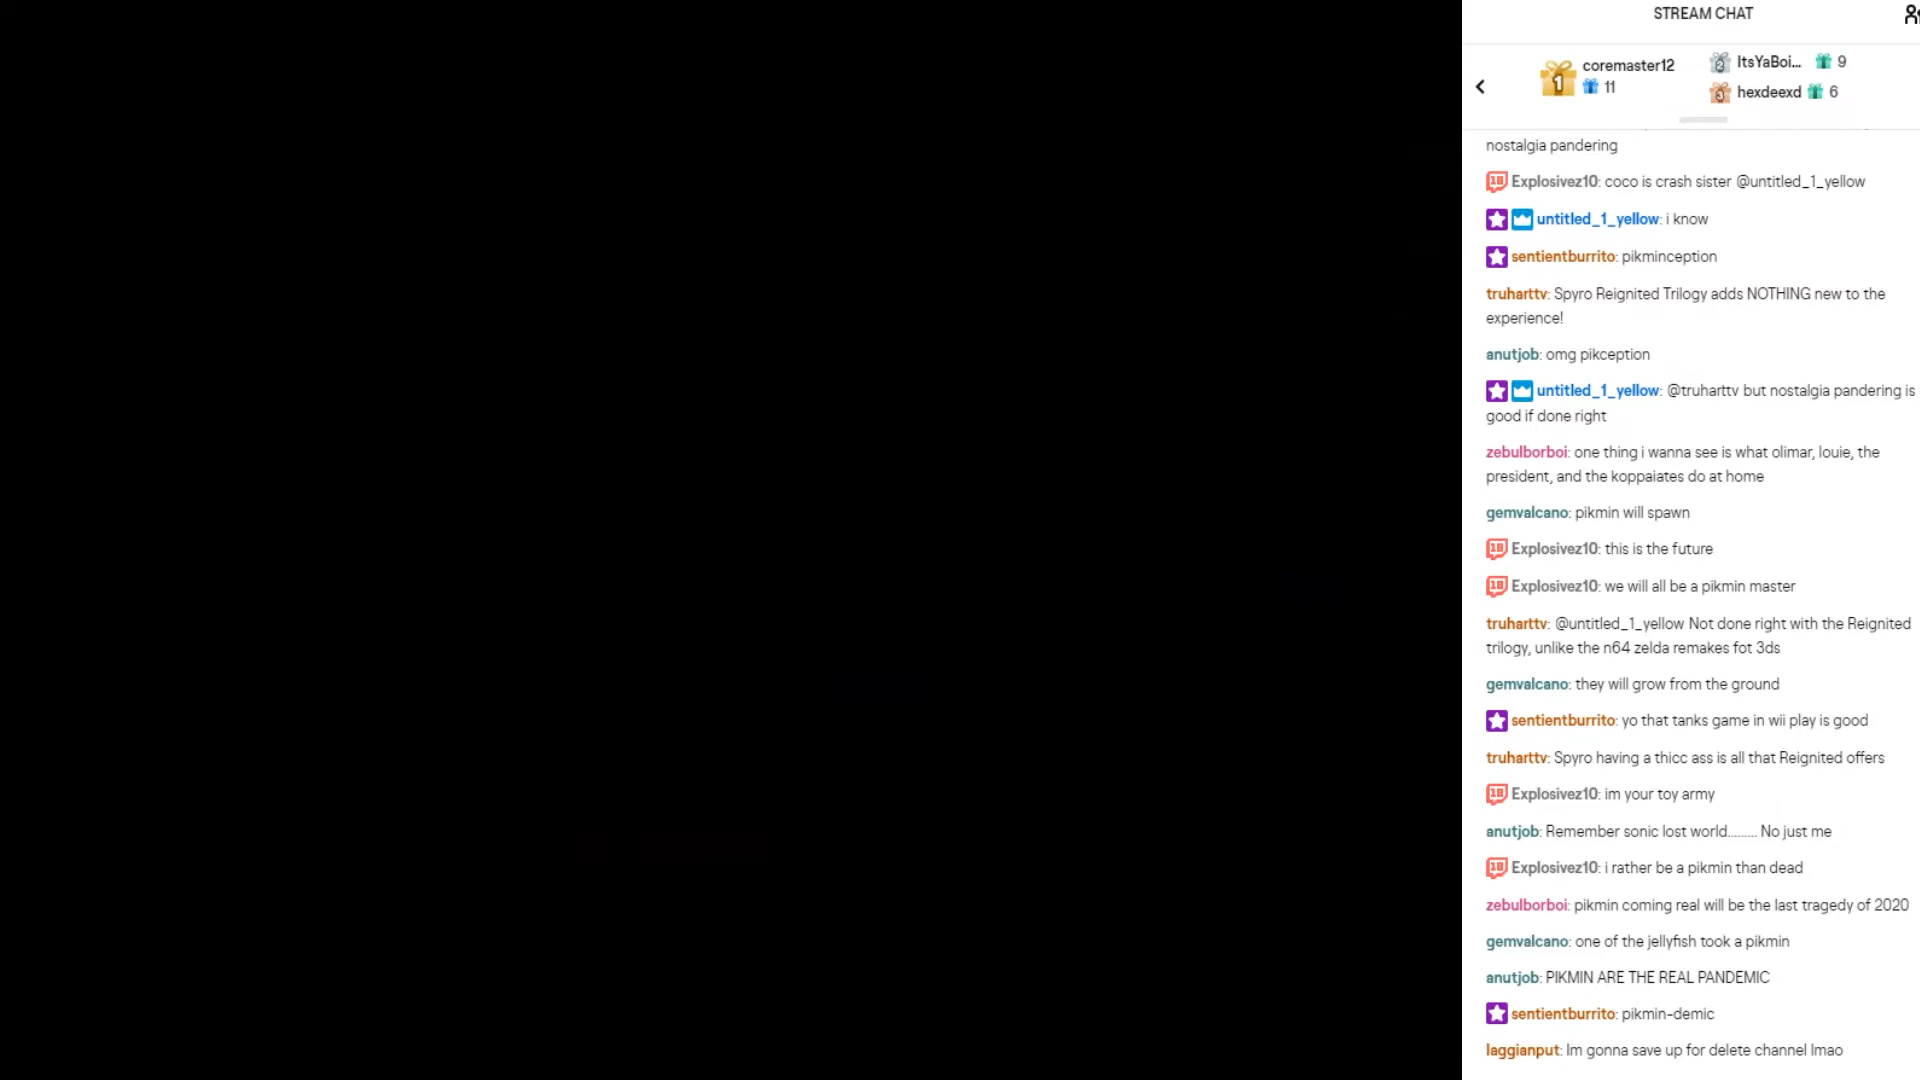 STREAM CHAT
1 coremaster12
11
2 ItsYaBoi... 9
3 hexdeexd 6
nostalgia pandering
18 Explosivez10: coco is crash sister @untitled_1_yellow
untitled_1_yellow: i know
sentientburrito: pikminception
truharttv: Spyro Reignited Trilogy adds NOTHING new to the
experience!
anutjob: omg pikception
untitled_1_yellow: @truharttv but nostalgia pandering is
good if done right
zebulborboi: one thing i wanna see is what olimar, louie, the
president, and the koppaiates do at home
gemvalcano: pikmin will spawn
18 Explosivez10: this is the future
18 Explosivez10: we will all be a pikmin master
truharttv: @untitled_1_yellow Not done right with the Reignited
trilogy, unlike the n64 zelda remakes fot 3ds
gemvalcano: they will grow from the ground
sentientburrito: yo that tanks game in wii play is good
truharttv: Spyro having a thicc ass is all that Reignited offers
18 Explosivez10: im your toy army
anutjob: Remember sonic lost world......... No just me
18 Explosivez10: i rather be a pikmin than dead
zebulborboi: pikmin coming real will be the last tragedy of 2020
gemvalcano: one of the jellyfish took a pikmin
anutjob: PIKMIN ARE THE REAL PANDEMIC
sentientburrito: pikmin-demic
laggianput: Im gonna save up for delete channel lmao